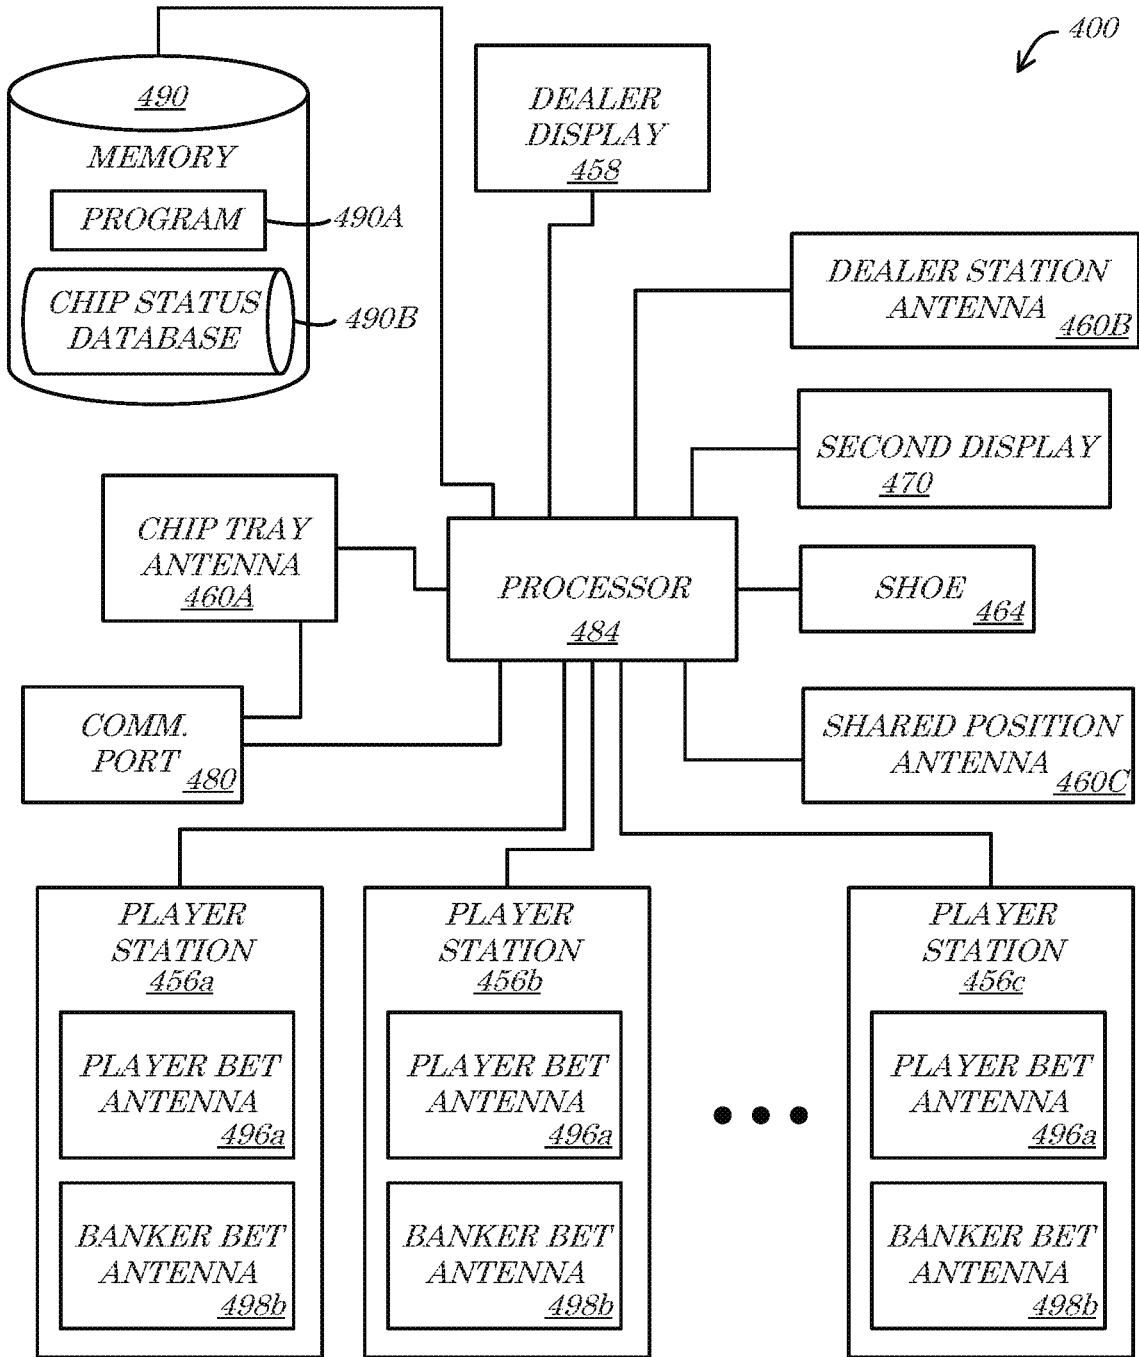 400
490
MEMORY
PROGRAM
490A
CHIP STATUS
DATABASE
490B
DEALER
DISPLAY
458
DEALER STATION
ANTENNA
460B
SECOND DISPLAY
470
CHIP TRAY
ANTENNA
460A
PROCESSOR
484
SHOE
464
COMM.
PORT
480
SHARED POSITION
ANTENNA
460C
PLAYER
STATION
456a
PLAYER BET
ANTENNA
496a
BANKER BET
ANTENNA
498b
PLAYER
STATION
456b
PLAYER BET
ANTENNA
496a
BANKER BET
ANTENNA
498b
PLAYER
STATION
456c
PLAYER BET
ANTENNA
496a
BANKER BET
ANTENNA
498b